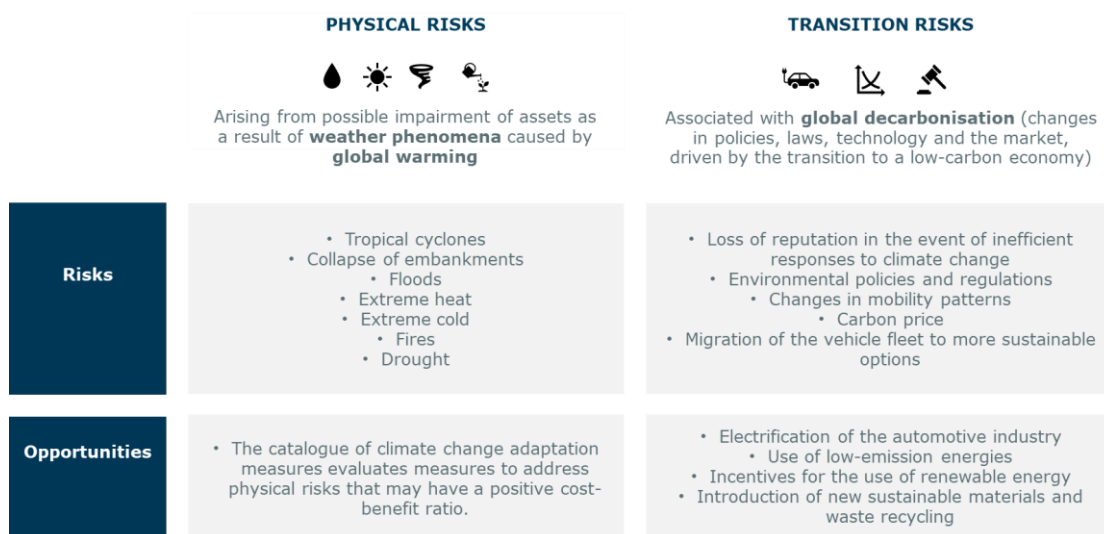 PHYSICAL RISKS
Arising from possible impairment of assets as
a result of weather phenomena caused by
global warming
TRANSITION RISKS
Associated with global decarbonisation (changes
in policies, laws, technology and the market,
driven by the transition to a low-carbon economy)
Risks
• Tropical cyclones
• Collapse of embankments
• Floods
• Extreme heat
• Extreme cold
• Fires
• Drought
• Loss of reputation in the event of inefficient
responses to climate change
• Environmental policies and regulations
• Changes in mobility patterns
• Carbon price
• Migration of the vehicle fleet to more sustainable
options
Opportunities
• The catalogue of climate change adaptation
measures evaluates measures to address
physical risks that may have a positive cost-
benefit ratio.
• Electrification of the automotive industry
• Use of low-emission energies
• Incentives for the use of renewable energy
• Introduction of new sustainable materials and
waste recycling